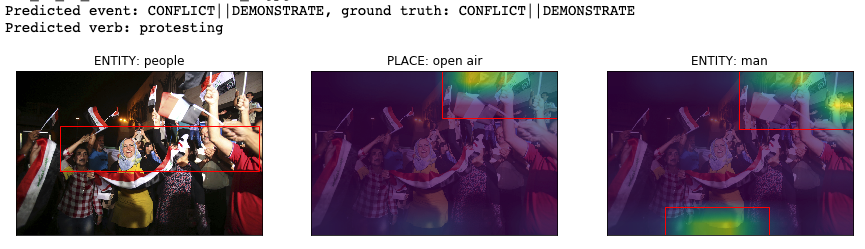 Predicted event: CONFLICT||DEMONSTRATE, ground truth: CONFLICT||DEMONSTRATE
Predicted verb: protesting
ENTITY: people
PLACE: open air
ENTITY: man